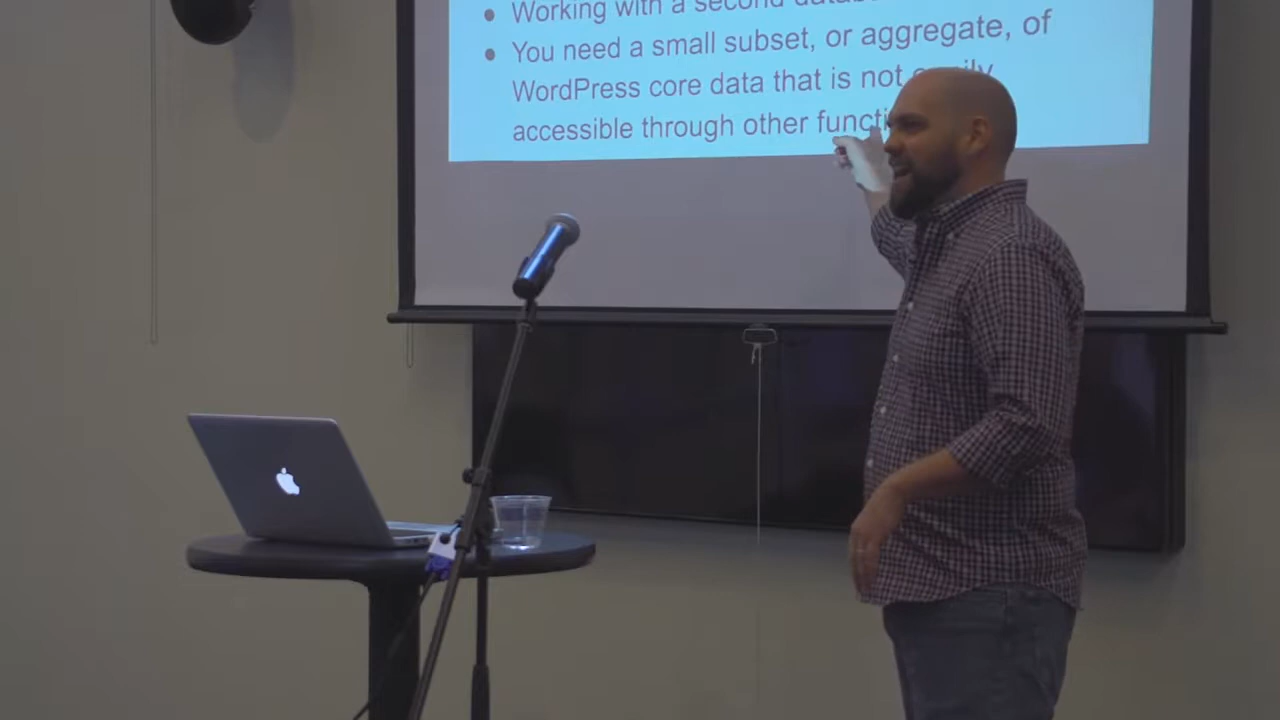 • Working with a second
• You need a small subset, or aggregate, of
WordPress core data that is not
accessible through other